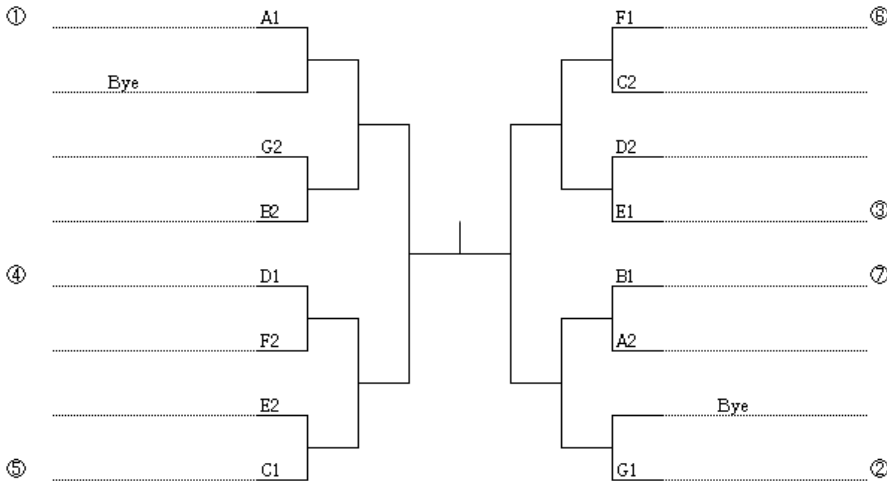 ① A1 F1 ⑥
Bye C2
G2 D2
B2 E1 ③
④ D1 B1 ⑦
F2 A2
E2 Bye
⑤ C1 G1 ②